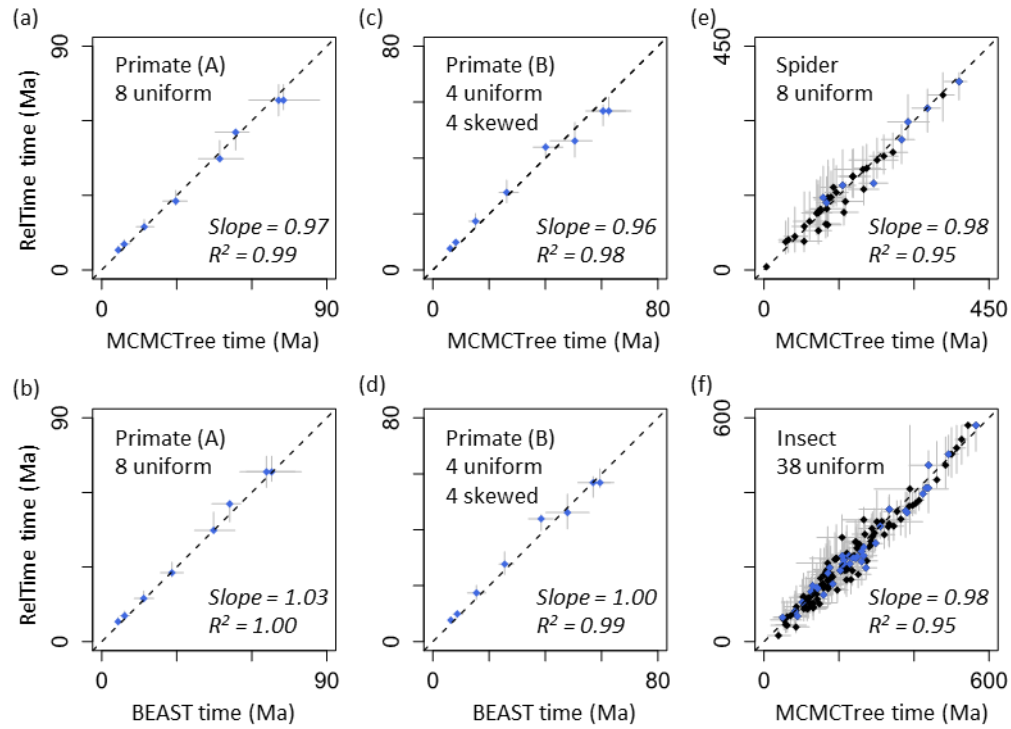 (a)
90
Primate (A)
8 uniform
RelTime time (Ma)
Slope = 0.97
R² = 0.99
0
0
90
MCMCTree time (Ma)
(c)
80
Primate (B)
4 uniform
4 skewed
Slope = 0.96
R² = 0.98
0
0
80
MCMCTree time (Ma)
(e)
450
Spider
8 uniform
Slope = 0.98
R² = 0.95
0
0
450
MCMCTree time (Ma)
(b)
90
Primate (A)
8 uniform
RelTime time (Ma)
Slope = 1.03
R² = 1.00
0
0
90
BEAST time (Ma)
(d)
80
Primate (B)
4 uniform
4 skewed
Slope = 1.00
R² = 0.99
0
0
80
BEAST time (Ma)
(f)
600
Insect
38 uniform
Slope = 0.98
R² = 0.95
0
0
600
MCMCTree time (Ma)